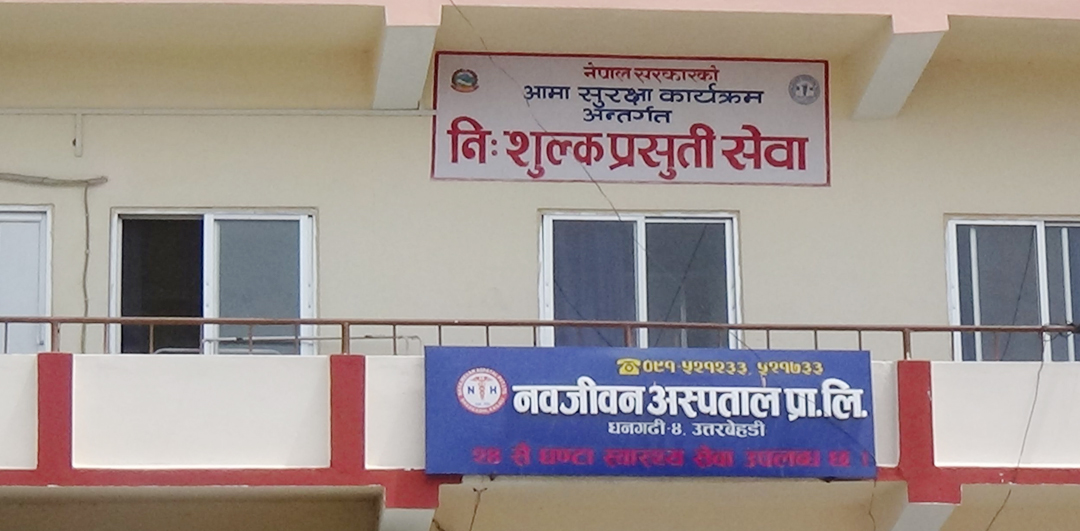 नेपाल सरकारको
आमा सुरक्षा कार्यक्रम
अन्तर्गत
निः शुल्क प्रसुती सेवा
☎०९१-५२१२३३, ५२१७३३
N H
नवजीवन अस्पताल प्रा.लि.
धनगढी-४, उत्तरबेहडी
२४ सै घण्टा स्वास्थ्य सेवा उपलब्ध छ ।